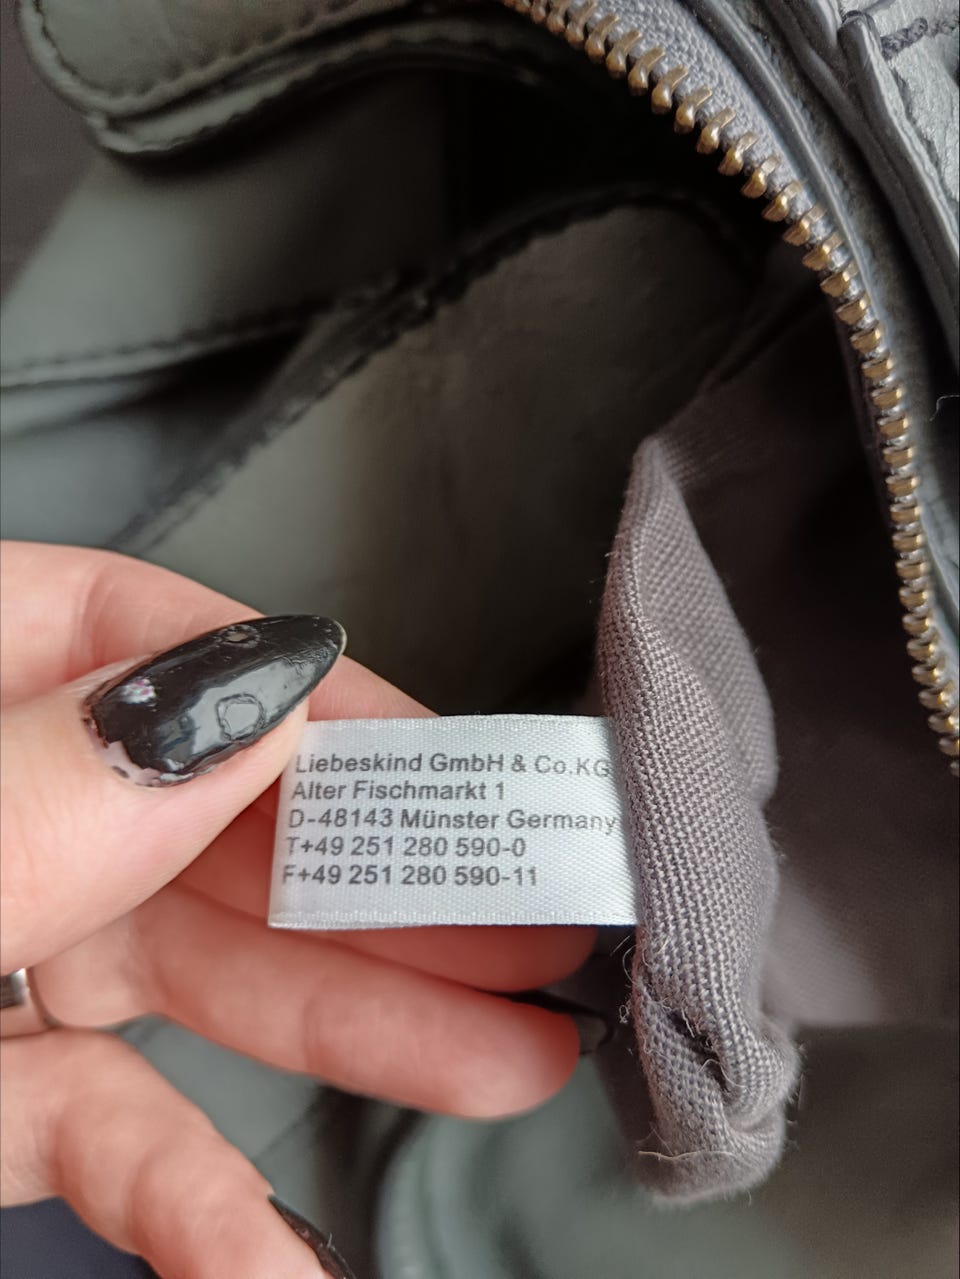 Liebeskind GmbH & Co.KG
Alter Fischmarkt 1
D-48143 Münster Germany
T+49 251 280 590-0
F+49 251 280 590-11